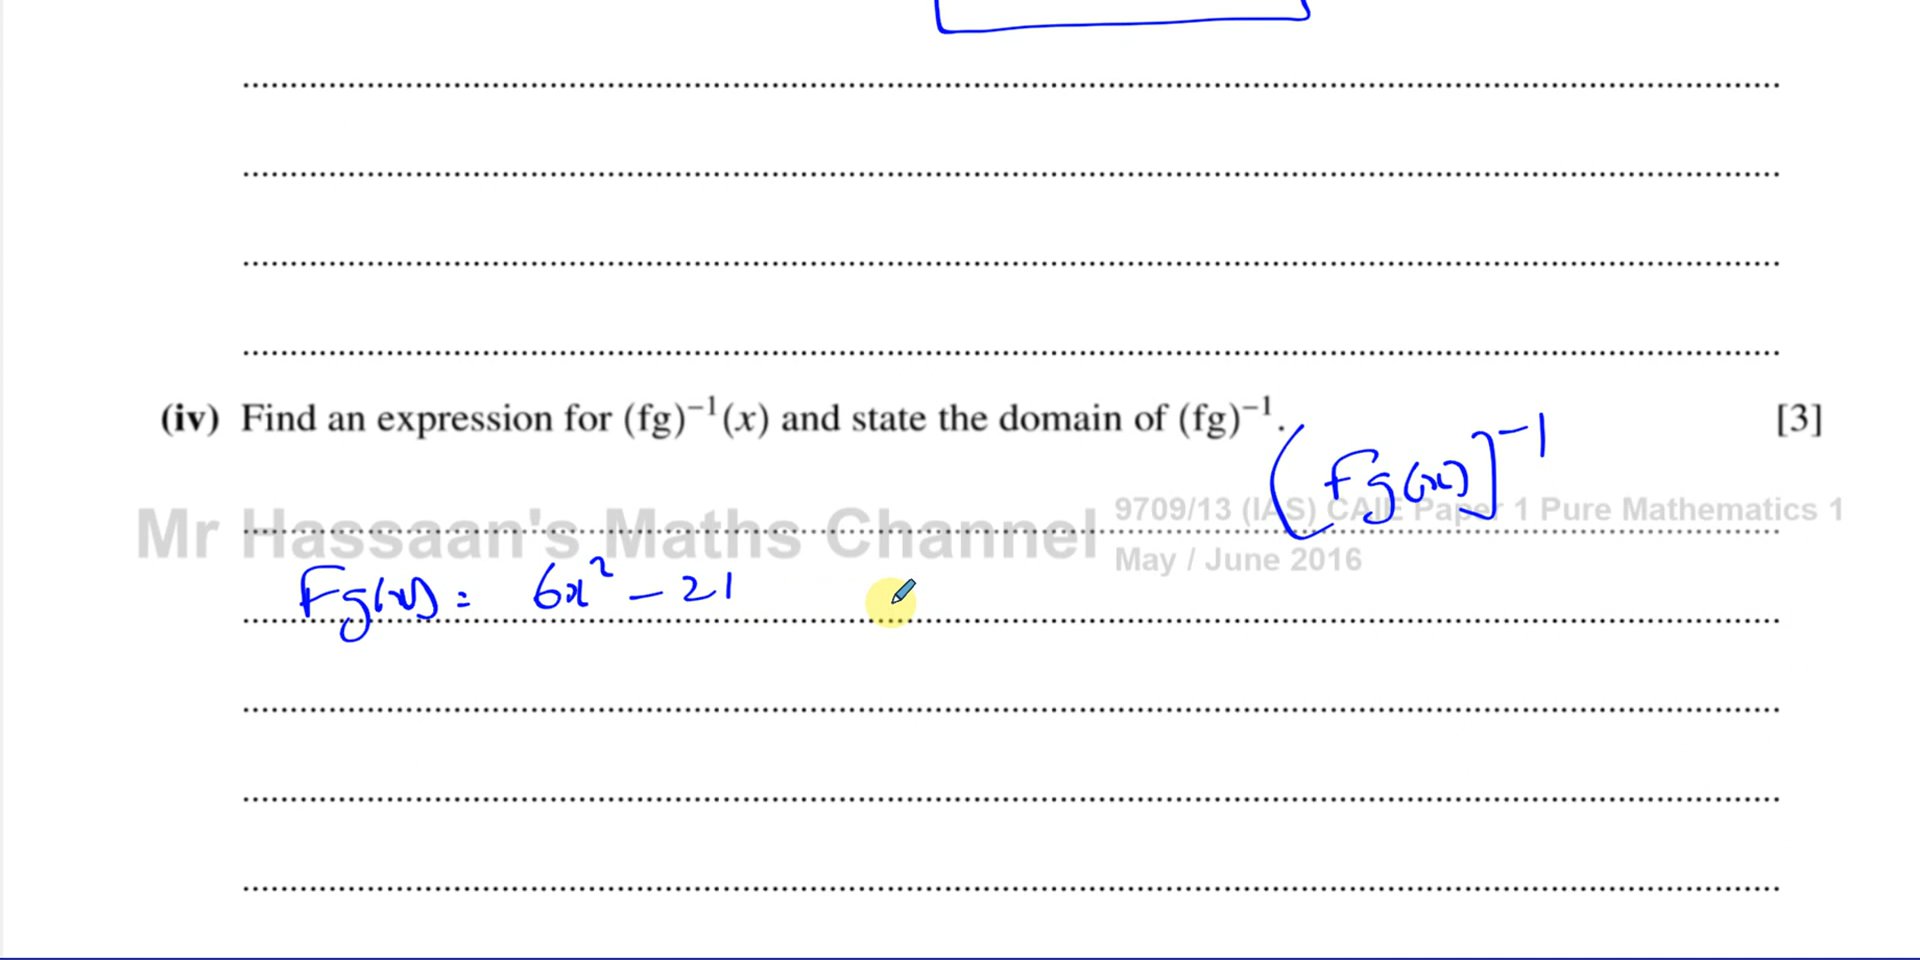 (iv) Find an expression for (fg)⁻¹(x) and state the domain of (fg)⁻¹. [3]
(Fg(x)]⁻¹
Mr Hassaan's Maths Channel
9709/13 (IAS) CAIE Paper 1 Pure Mathematics 1
May / June 2016
Fg(x) = 6x² - 21